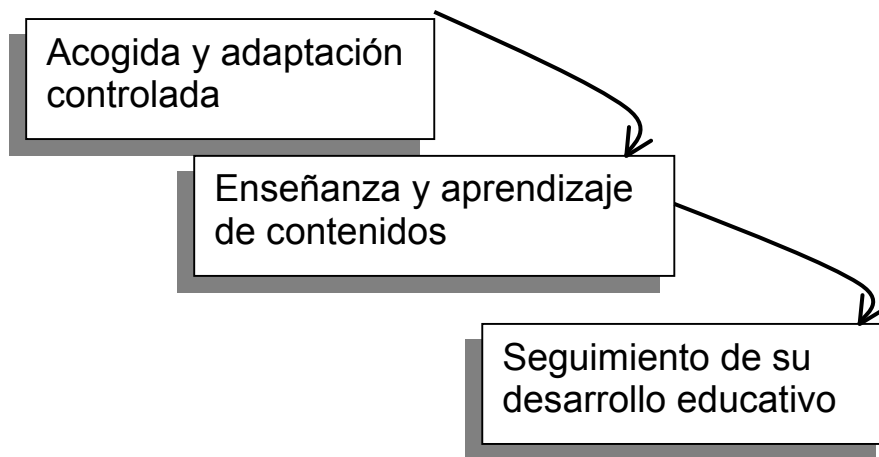 Acogida y adaptación
controlada
Enseñanza y aprendizaje
de contenidos
Seguimiento de su
desarrollo educativo